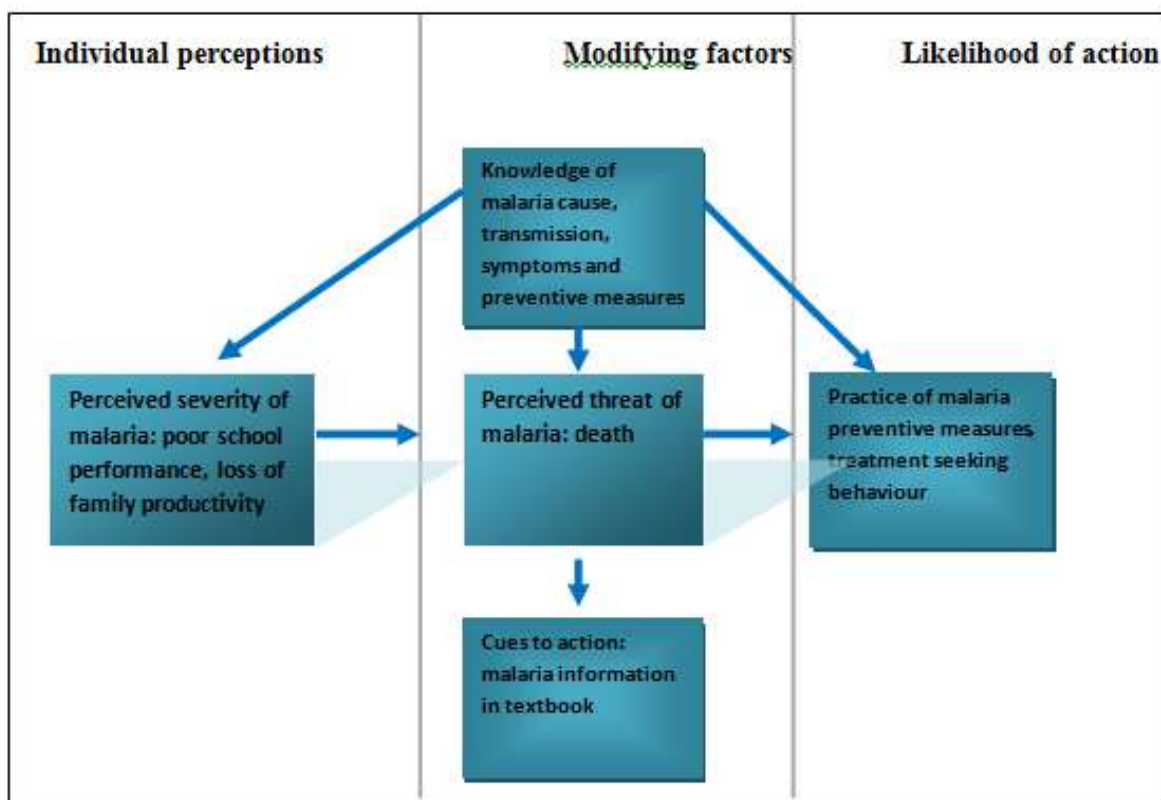 Individual perceptions
Modifying factors
Likelihood of action
Knowledge of
malaria cause,
transmission,
symptoms and
preventive measures
Perceived severity of
malaria: poor school
performance, loss of
family productivity
Perceived threat of
malaria: death
Practice of malaria
preventive measures,
treatment seeking
behaviour
Cues to action:
malaria information
in textbook